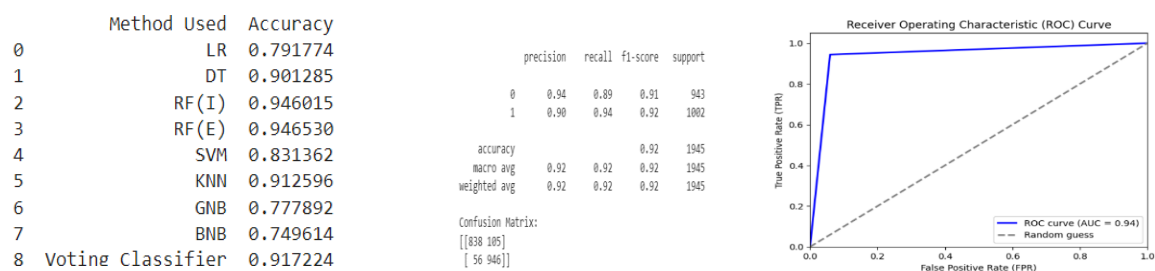 Method Used Accuracy
0 LR 0.791774
1 DT 0.901285
2 RF(I) 0.946015
3 RF(E) 0.946530
4 SVM 0.831362
5 KNN 0.912596
6 GNB 0.777892
7 BNB 0.749614
8 Voting Classifier 0.917224
precision recall f1-score support
0 0.94 0.89 0.91 943
1 0.90 0.94 0.92 1002
accuracy 0.92 1945
macro avg 0.92 0.92 0.92 1945
weighted avg 0.92 0.92 0.92 1945
Confusion Matrix:
[[838 105]
[ 56 946]]
Receiver Operating Characteristic (ROC) Curve
True Positive Rate (TPR)
1.0
0.8
0.6
0.4
0.2
0.0
ROC curve (AUC = 0.94)
Random guess
0.0 0.2 0.4 0.6 0.8 1.0
False Positive Rate (FPR)